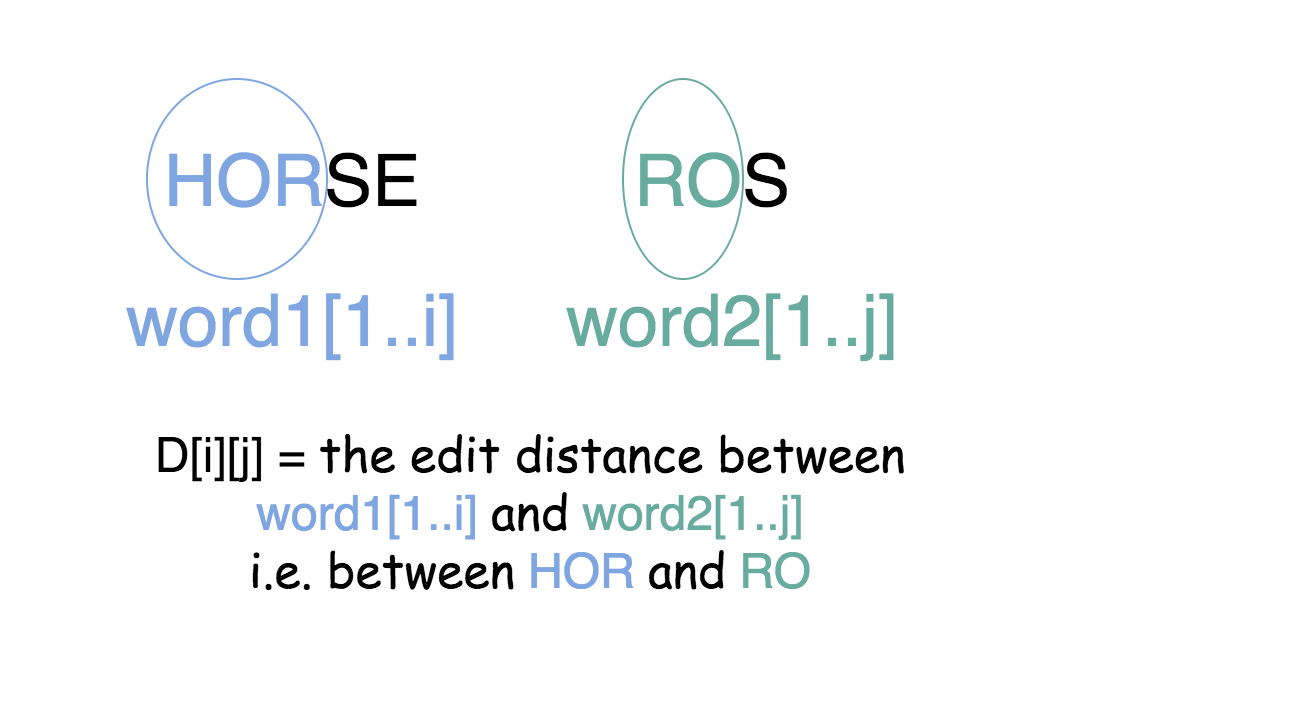 HORSE ROS
word1[1..i] word2[1..j]
D[i][j] = the edit distance between
word1[1..i] and word2[1..j]
i.e. between HOR and RO